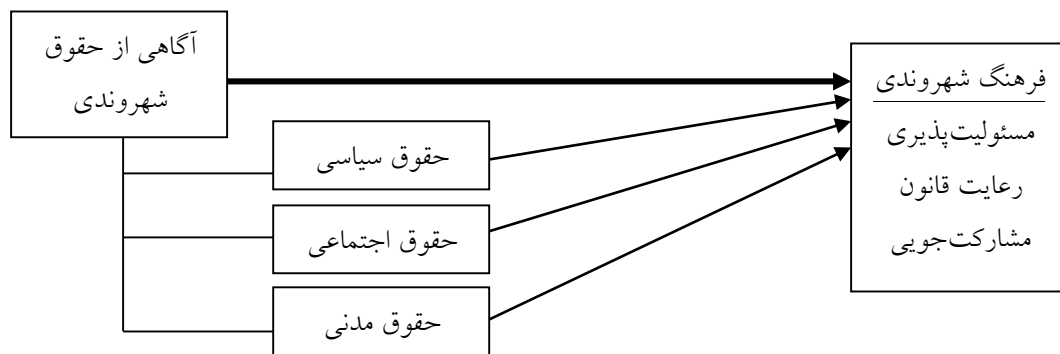 آگاهی از حقوق
شهروندی
حقوق سیاسی
حقوق اجتماعی
حقوق مدنی
فرهنگ شهروندی
مسئولیت‌پذیری
رعایت قانون
مشارکت‌جویی